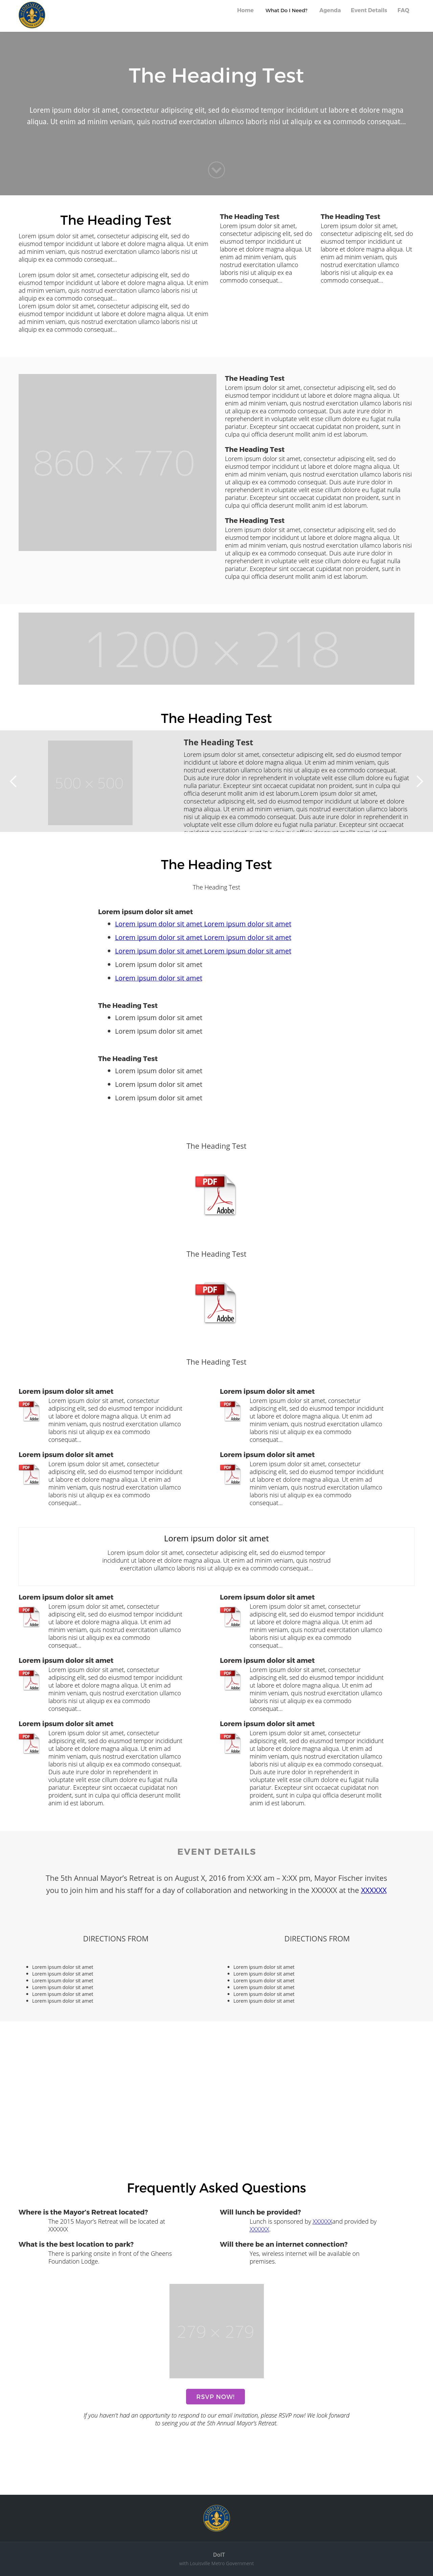 Home What Do I Need? Agenda Event Details FAQ
The Heading Test
Lorem ipsum dolor sit amet, consectetur adipiscing elit, sed do eiusmod tempor incididunt ut labore et dolore magna
aliqua. Ut enim ad minim veniam, quis nostrud exercitation ullamco laboris nisi ut aliquip ex ea commodo consequat...
The Heading Test
Lorem ipsum dolor sit amet, consectetur adipiscing elit, sed do
eiusmod tempor incididunt ut labore et dolore magna aliqua. Ut enim
ad minim veniam, quis nostrud exercitation ullamco laboris nisi ut
aliquip ex ea commodo consequat...
Lorem ipsum dolor sit amet, consectetur adipiscing elit, sed do
eiusmod tempor incididunt ut labore et dolore magna aliqua. Ut enim
ad minim veniam, quis nostrud exercitation ullamco laboris nisi ut
aliquip ex ea commodo consequat...
Lorem ipsum dolor sit amet, consectetur adipiscing elit, sed do
eiusmod tempor incididunt ut labore et dolore magna aliqua. Ut enim
ad minim veniam, quis nostrud exercitation ullamco laboris nisi ut
aliquip ex ea commodo consequat...
The Heading Test
Lorem ipsum dolor sit amet,
consectetur adipiscing elit, sed do
eiusmod tempor incididunt ut
labore et dolore magna aliqua. Ut
enim ad minim veniam, quis
nostrud exercitation ullamco
laboris nisi ut aliquip ex ea
commodo consequat...
The Heading Test
Lorem ipsum dolor sit amet,
consectetur adipiscing elit, sed do
eiusmod tempor incididunt ut
labore et dolore magna aliqua. Ut
enim ad minim veniam, quis
nostrud exercitation ullamco
laboris nisi ut aliquip ex ea
commodo consequat...
860 × 770
The Heading Test
Lorem ipsum dolor sit amet, consectetur adipiscing elit, sed do
eiusmod tempor incididunt ut labore et dolore magna aliqua. Ut
enim ad minim veniam, quis nostrud exercitation ullamco laboris nisi
ut aliquip ex ea commodo consequat. Duis aute irure dolor in
reprehenderit in voluptate velit esse cillum dolore eu fugiat nulla
pariatur. Excepteur sint occaecat cupidatat non proident, sunt in
culpa qui officia deserunt mollit anim id est laborum.
The Heading Test
Lorem ipsum dolor sit amet, consectetur adipiscing elit, sed do
eiusmod tempor incididunt ut labore et dolore magna aliqua. Ut
enim ad minim veniam, quis nostrud exercitation ullamco laboris nisi
ut aliquip ex ea commodo consequat. Duis aute irure dolor in
reprehenderit in voluptate velit esse cillum dolore eu fugiat nulla
pariatur. Excepteur sint occaecat cupidatat non proident, sunt in
culpa qui officia deserunt mollit anim id est laborum.
The Heading Test
Lorem ipsum dolor sit amet, consectetur adipiscing elit, sed do
eiusmod tempor incididunt ut labore et dolore magna aliqua. Ut
enim ad minim veniam, quis nostrud exercitation ullamco laboris nisi
ut aliquip ex ea commodo consequat. Duis aute irure dolor in
reprehenderit in voluptate velit esse cillum dolore eu fugiat nulla
pariatur. Excepteur sint occaecat cupidatat non proident, sunt in
culpa qui officia deserunt mollit anim id est laborum.
1200 × 218
The Heading Test
500 × 500
The Heading Test
Lorem ipsum dolor sit amet, consectetur adipiscing elit, sed do eiusmod tempor
incididunt ut labore et dolore magna aliqua. Ut enim ad minim veniam, quis
nostrud exercitation ullamco laboris nisi ut aliquip ex ea commodo consequat.
Duis aute irure dolor in reprehenderit in voluptate velit esse cillum dolore eu fugiat
nulla pariatur. Excepteur sint occaecat cupidatat non proident, sunt in culpa qui
officia deserunt mollit anim id est laborum.Lorem ipsum dolor sit amet,
consectetur adipiscing elit, sed do eiusmod tempor incididunt ut labore et dolore
magna aliqua. Ut enim ad minim veniam, quis nostrud exercitation ullamco laboris
nisi ut aliquip ex ea commodo consequat. Duis aute irure dolor in reprehenderit in
voluptate velit esse cillum dolore eu fugiat nulla pariatur. Excepteur sint occaecat
The Heading Test
The Heading Test
Lorem ipsum dolor sit amet
Lorem ipsum dolor sit amet Lorem ipsum dolor sit amet
Lorem ipsum dolor sit amet Lorem ipsum dolor sit amet
Lorem ipsum dolor sit amet Lorem ipsum dolor sit amet
Lorem ipsum dolor sit amet
Lorem ipsum dolor sit amet
The Heading Test
Lorem ipsum dolor sit amet
Lorem ipsum dolor sit amet
The Heading Test
Lorem ipsum dolor sit amet
Lorem ipsum dolor sit amet
Lorem ipsum dolor sit amet
The Heading Test
PDF
Adobe
The Heading Test
PDF
Adobe
The Heading Test
Lorem ipsum dolor sit amet
PDF
Adobe
Lorem ipsum dolor sit amet, consectetur
adipiscing elit, sed do eiusmod tempor incididunt
ut labore et dolore magna aliqua. Ut enim ad
minim veniam, quis nostrud exercitation ullamco
laboris nisi ut aliquip ex ea commodo
consequat...
Lorem ipsum dolor sit amet
PDF
Adobe
Lorem ipsum dolor sit amet, consectetur
adipiscing elit, sed do eiusmod tempor incididunt
ut labore et dolore magna aliqua. Ut enim ad
minim veniam, quis nostrud exercitation ullamco
laboris nisi ut aliquip ex ea commodo
consequat...
Lorem ipsum dolor sit amet
PDF
Adobe
Lorem ipsum dolor sit amet, consectetur
adipiscing elit, sed do eiusmod tempor incididunt
ut labore et dolore magna aliqua. Ut enim ad
minim veniam, quis nostrud exercitation ullamco
laboris nisi ut aliquip ex ea commodo
consequat...
Lorem ipsum dolor sit amet
PDF
Adobe
Lorem ipsum dolor sit amet, consectetur
adipiscing elit, sed do eiusmod tempor incididunt
ut labore et dolore magna aliqua. Ut enim ad
minim veniam, quis nostrud exercitation ullamco
laboris nisi ut aliquip ex ea commodo
consequat...
Lorem ipsum dolor sit amet
Lorem ipsum dolor sit amet, consectetur adipiscing elit, sed do eiusmod tempor
incididunt ut labore et dolore magna aliqua. Ut enim ad minim veniam, quis nostrud
exercitation ullamco laboris nisi ut aliquip ex ea commodo consequat...
Lorem ipsum dolor sit amet
PDF
Adobe
Lorem ipsum dolor sit amet, consectetur
adipiscing elit, sed do eiusmod tempor incididunt
ut labore et dolore magna aliqua. Ut enim ad
minim veniam, quis nostrud exercitation ullamco
laboris nisi ut aliquip ex ea commodo
consequat...
Lorem ipsum dolor sit amet
PDF
Adobe
Lorem ipsum dolor sit amet, consectetur
adipiscing elit, sed do eiusmod tempor incididunt
ut labore et dolore magna aliqua. Ut enim ad
minim veniam, quis nostrud exercitation ullamco
laboris nisi ut aliquip ex ea commodo
consequat...
Lorem ipsum dolor sit amet
PDF
Adobe
Lorem ipsum dolor sit amet, consectetur
adipiscing elit, sed do eiusmod tempor incididunt
ut labore et dolore magna aliqua. Ut enim ad
minim veniam, quis nostrud exercitation ullamco
laboris nisi ut aliquip ex ea commodo
consequat...
Lorem ipsum dolor sit amet
PDF
Adobe
Lorem ipsum dolor sit amet, consectetur
adipiscing elit, sed do eiusmod tempor incididunt
ut labore et dolore magna aliqua. Ut enim ad
minim veniam, quis nostrud exercitation ullamco
laboris nisi ut aliquip ex ea commodo
consequat...
Lorem ipsum dolor sit amet
PDF
Adobe
Lorem ipsum dolor sit amet, consectetur
adipiscing elit, sed do eiusmod tempor incididunt
ut labore et dolore magna aliqua. Ut enim ad
minim veniam, quis nostrud exercitation ullamco
laboris nisi ut aliquip ex ea commodo consequat.
Duis aute irure dolor in reprehenderit in
voluptate velit esse cillum dolore eu fugiat nulla
pariatur. Excepteur sint occaecat cupidatat non
proident, sunt in culpa qui officia deserunt mollit
anim id est laborum.
Lorem ipsum dolor sit amet
PDF
Adobe
Lorem ipsum dolor sit amet, consectetur
adipiscing elit, sed do eiusmod tempor incididunt
ut labore et dolore magna aliqua. Ut enim ad
minim veniam, quis nostrud exercitation ullamco
laboris nisi ut aliquip ex ea commodo consequat.
Duis aute irure dolor in reprehenderit in
voluptate velit esse cillum dolore eu fugiat nulla
pariatur. Excepteur sint occaecat cupidatat non
proident, sunt in culpa qui officia deserunt mollit
anim id est laborum.
EVENT DETAILS
The 5th Annual Mayor's Retreat is on August X, 2016 from X:XX am – X:XX pm, Mayor Fischer invites
you to join him and his staff for a day of collaboration and networking in the XXXXXX at the XXXXXX
DIRECTIONS FROM
Lorem ipsum dolor sit amet
Lorem ipsum dolor sit amet
Lorem ipsum dolor sit amet
Lorem ipsum dolor sit amet
Lorem ipsum dolor sit amet
Lorem ipsum dolor sit amet
DIRECTIONS FROM
Lorem ipsum dolor sit amet
Lorem ipsum dolor sit amet
Lorem ipsum dolor sit amet
Lorem ipsum dolor sit amet
Lorem ipsum dolor sit amet
Lorem ipsum dolor sit amet
Frequently Asked Questions
Where is the Mayor's Retreat located?
The 2015 Mayor's Retreat will be located at
XXXXXX
Will lunch be provided?
Lunch is sponsored by XXXXXXand provided by
XXXXXX.
What is the best location to park?
There is parking onsite in front of the Gheens
Foundation Lodge.
Will there be an internet connection?
Yes, wireless internet will be available on
premises.
279 × 279
RSVP NOW!
If you haven't had an opportunity to respond to our email invitation, please RSVP now! We look forward
to seeing you at the 5th Annual Mayor's Retreat.
DoIT
with Louisville Metro Government